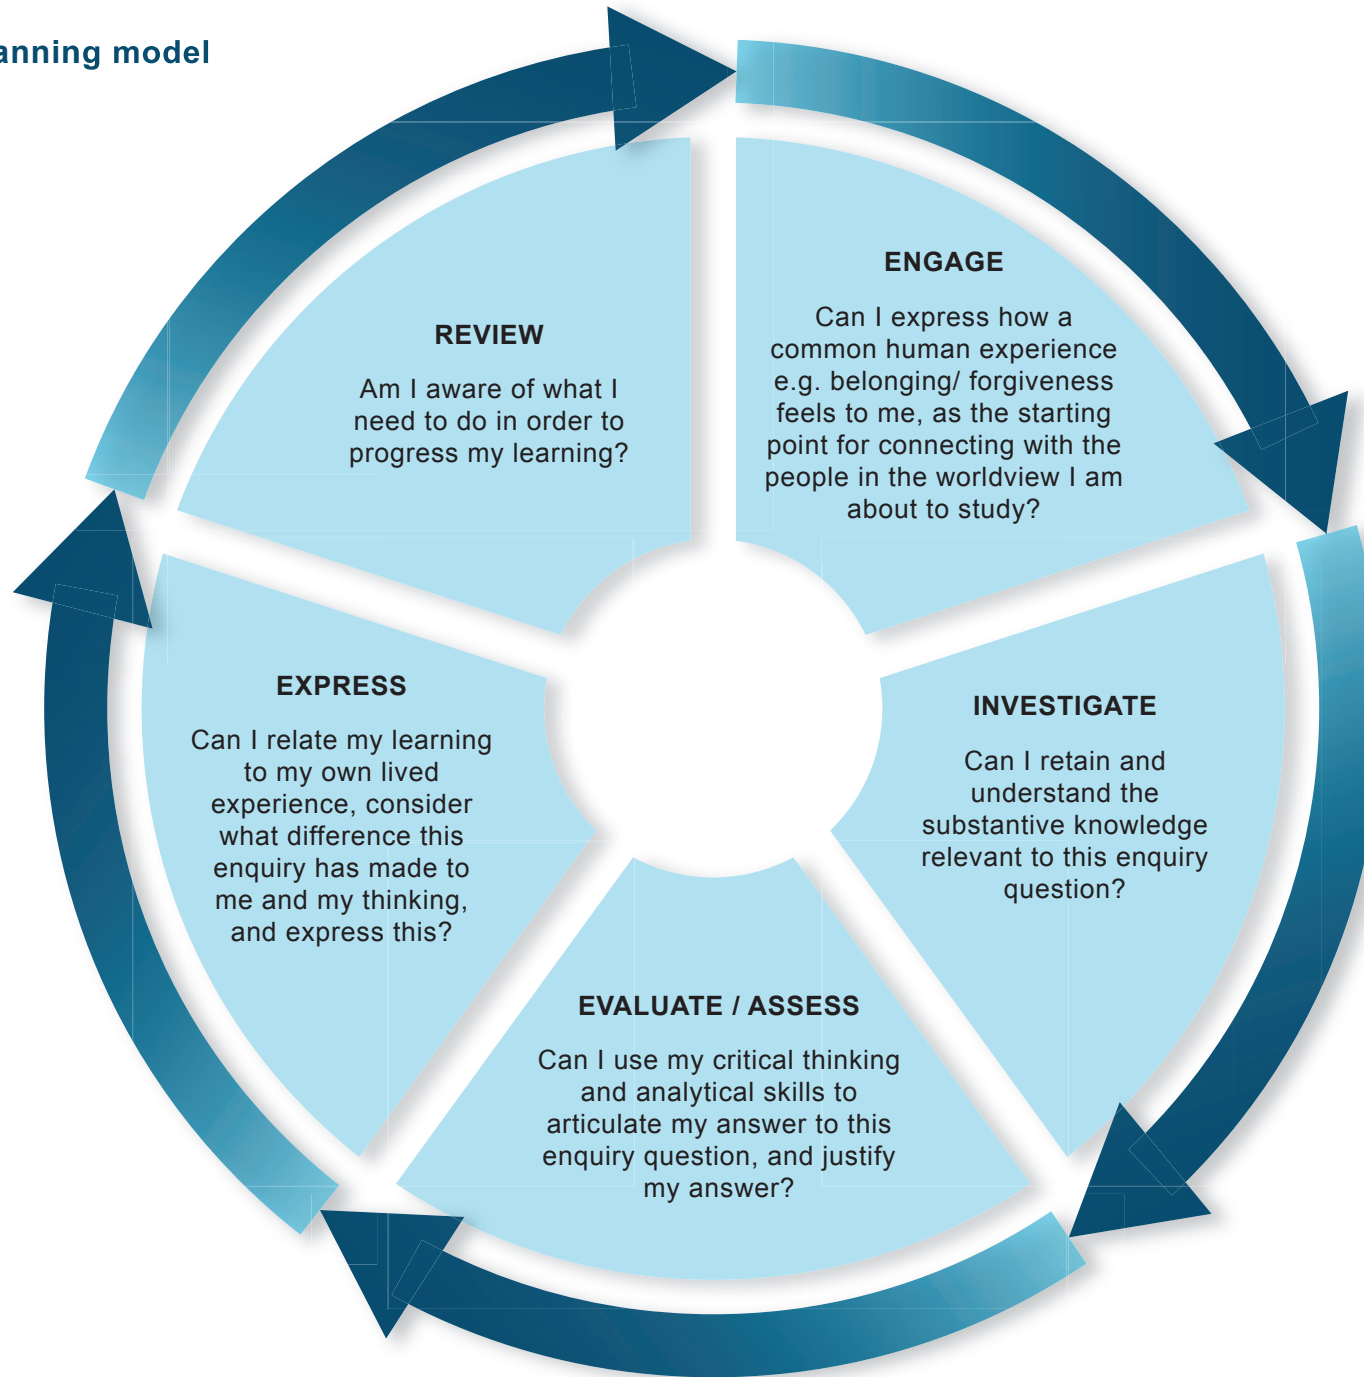 anning model
ENGAGE
Can I express how a
common human experience
e.g. belonging/ forgiveness
feels to me, as the starting
point for connecting with the
people in the worldview I am
about to study?
INVESTIGATE
Can I retain and
understand the
substantive knowledge
relevant to this enquiry
question?
EVALUATE / ASSESS
Can I use my critical thinking
and analytical skills to
articulate my answer to this
enquiry question, and justify
my answer?
EXPRESS
Can I relate my learning
to my own lived
experience, consider
what difference this
enquiry has made to
me and my thinking,
and express this?
REVIEW
Am I aware of what I
need to do in order to
progress my learning?